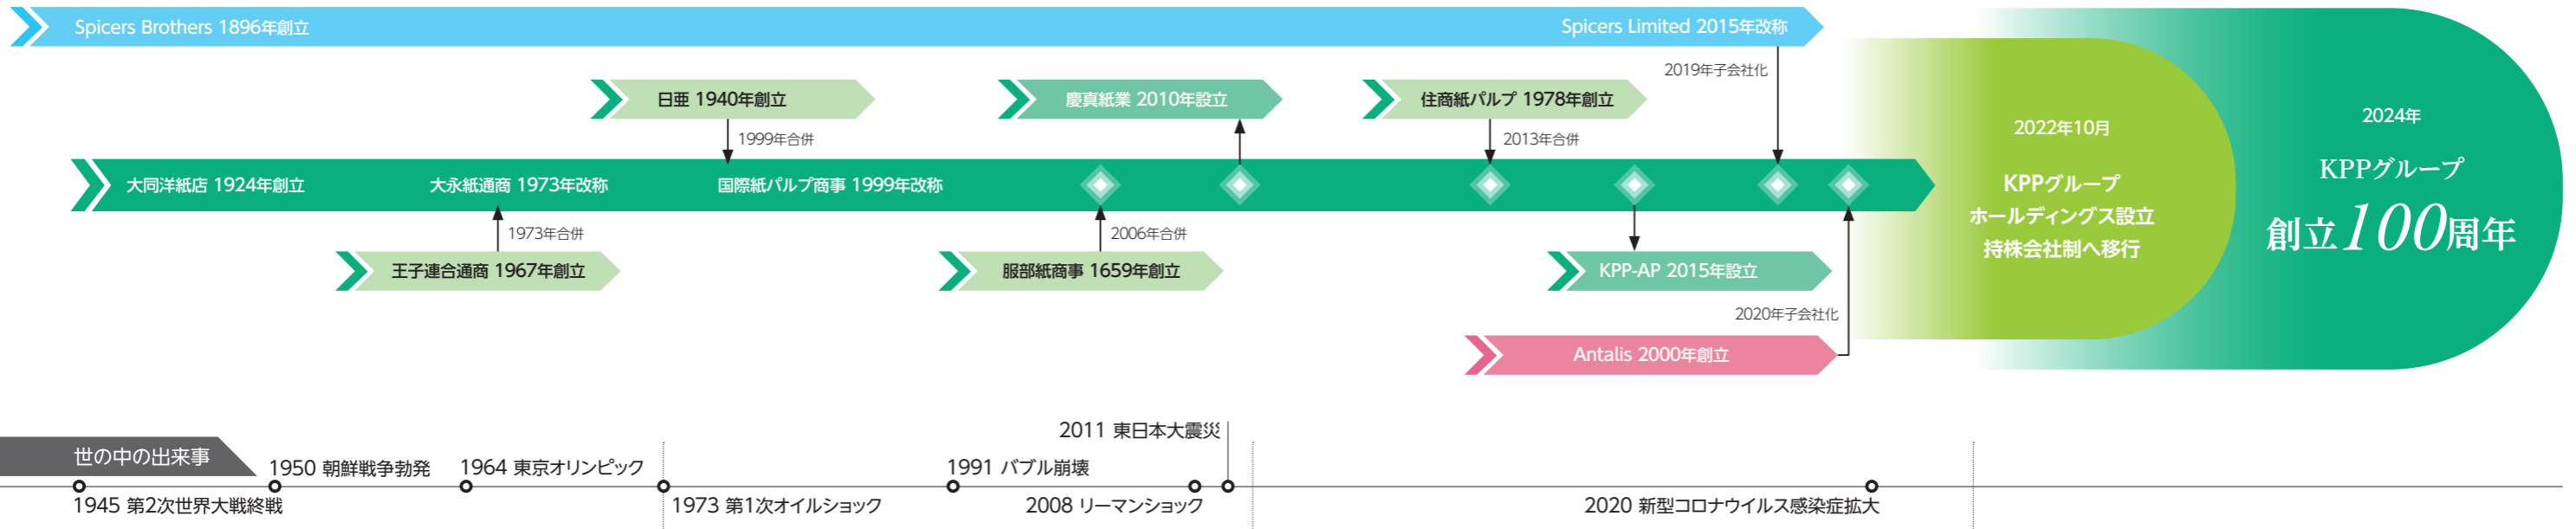 Spicers Brothers 1896年創立
Spicers Limited 2015年改称
2019年子会社化
日亜 1940年創立
慶真紙業 2010年設立
住商紙パルプ 1978年創立
1999年合併
2013年合併
大同洋紙店 1924年創立
大永紙通商 1973年改称
国際紙パルプ商事 1999年改称
1973年合併
2006年合併
王子連合通商 1967年創立
服部紙商事 1659年創立
KPP-AP 2015年設立
2020年子会社化
Antalis 2000年創立
2022年10月
KPPグループ
ホールディングス設立
持株会社制へ移行
2024年
KPPグループ
創立100周年
世の中の出来事
1945 第2次世界大戦終戦
1950 朝鮮戦争勃発
1964 東京オリンピック
1973 第1次オイルショック
1991 バブル崩壊
2008 リーマンショック
2011 東日本大震災
2020 新型コロナウイルス感染症拡大